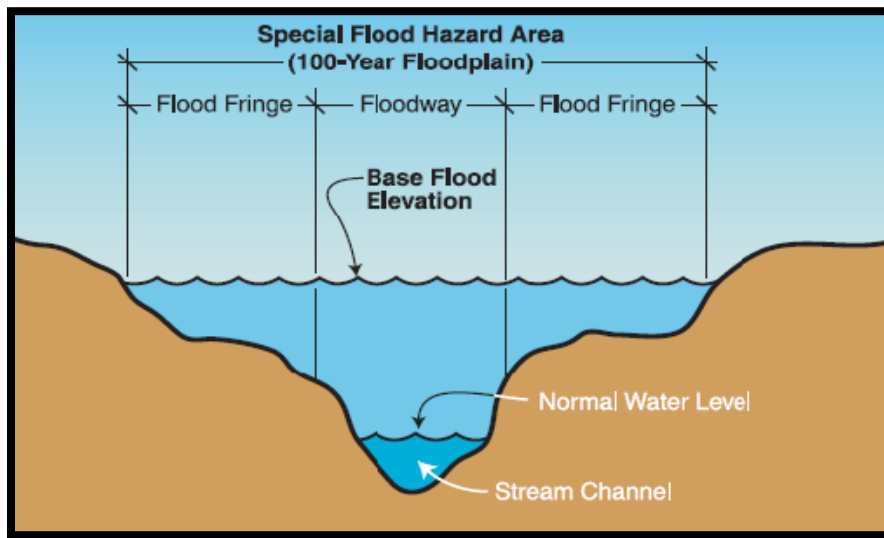 Special Flood Hazard Area
(100-Year Floodplain)
Flood Fringe
Floodway
Flood Fringe
Base Flood
Elevation
Normal Water Level
Stream Channel